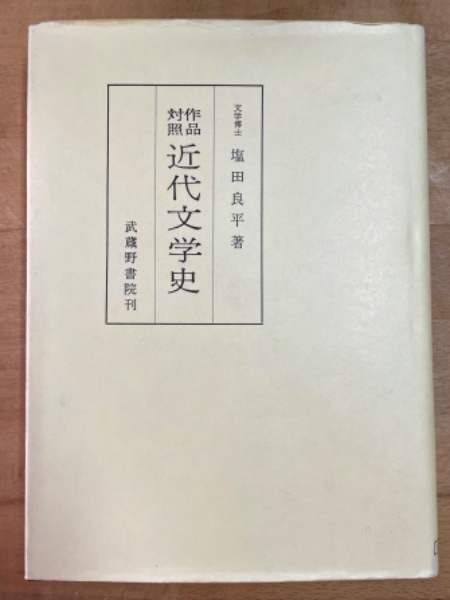 文学博士 塩田良平著
作品対照 近代文学史
武蔵野書院刊